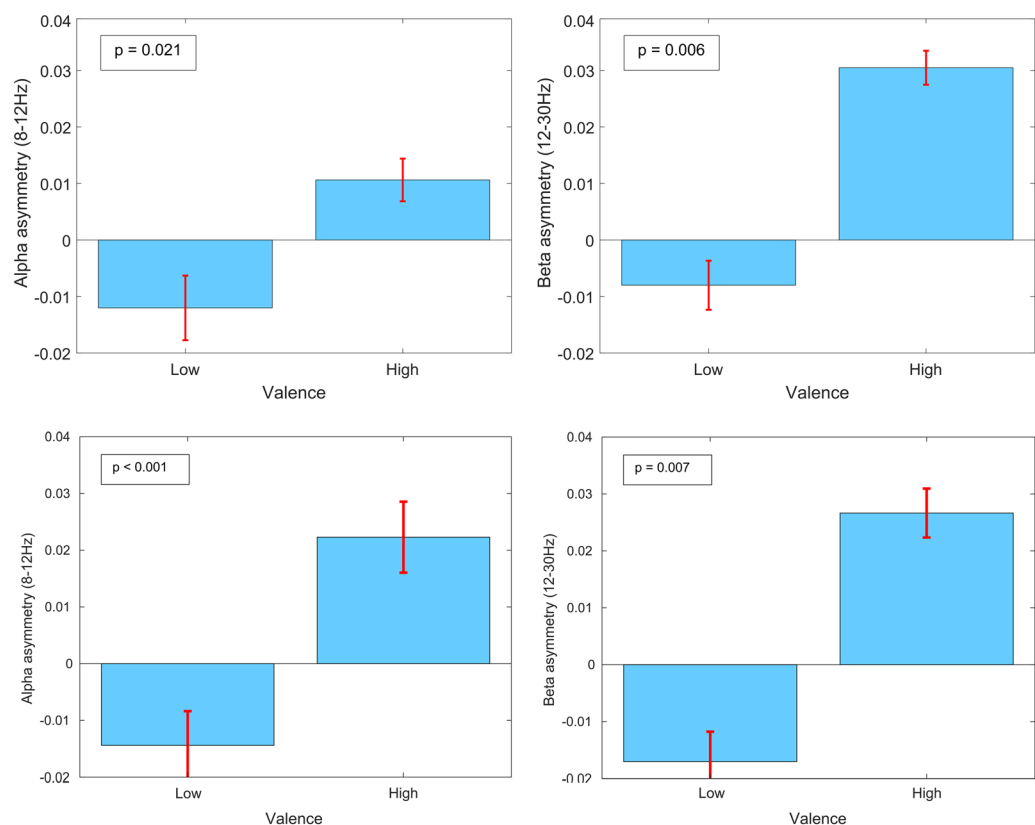 p = 0.021
Alpha asymmetry (8-12Hz)
0.04
0.03
0.02
0.01
0
-0.01
-0.02
Low
High
Valence
p = 0.006
Beta asymmetry (12-30Hz)
0.04
0.03
0.02
0.01
0
-0.01
-0.02
Low
High
Valence
p < 0.001
Alpha asymmetry (8-12Hz)
0.04
0.03
0.02
0.01
0
-0.01
-0.02
Low
High
Valence
p = 0.007
Beta asymmetry (12-30Hz)
0.04
0.03
0.02
0.01
0
-0.01
-0.02
Low
High
Valence